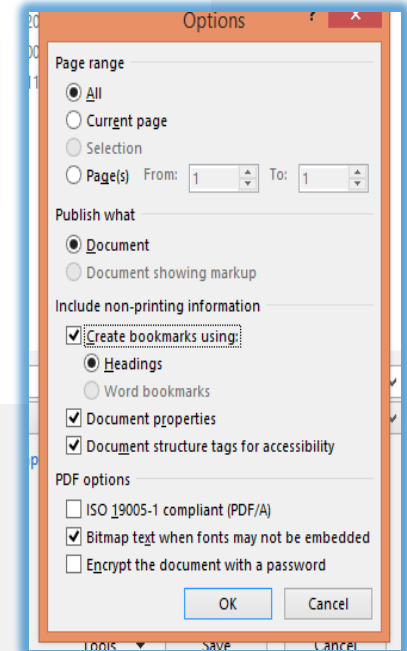 Options ? X
Page range
All
Current page
Selection
Page(s) From: 1 To: 1
Publish what
Document
Document showing markup
Include non-printing information
Create bookmarks using:
Headings
Word bookmarks
Document properties
Document structure tags for accessibility
PDF options
ISO 19005-1 compliant (PDF/A)
Bitmap text when fonts may not be embedded
Encrypt the document with a password
OK Cancel
Tools Save Cancel